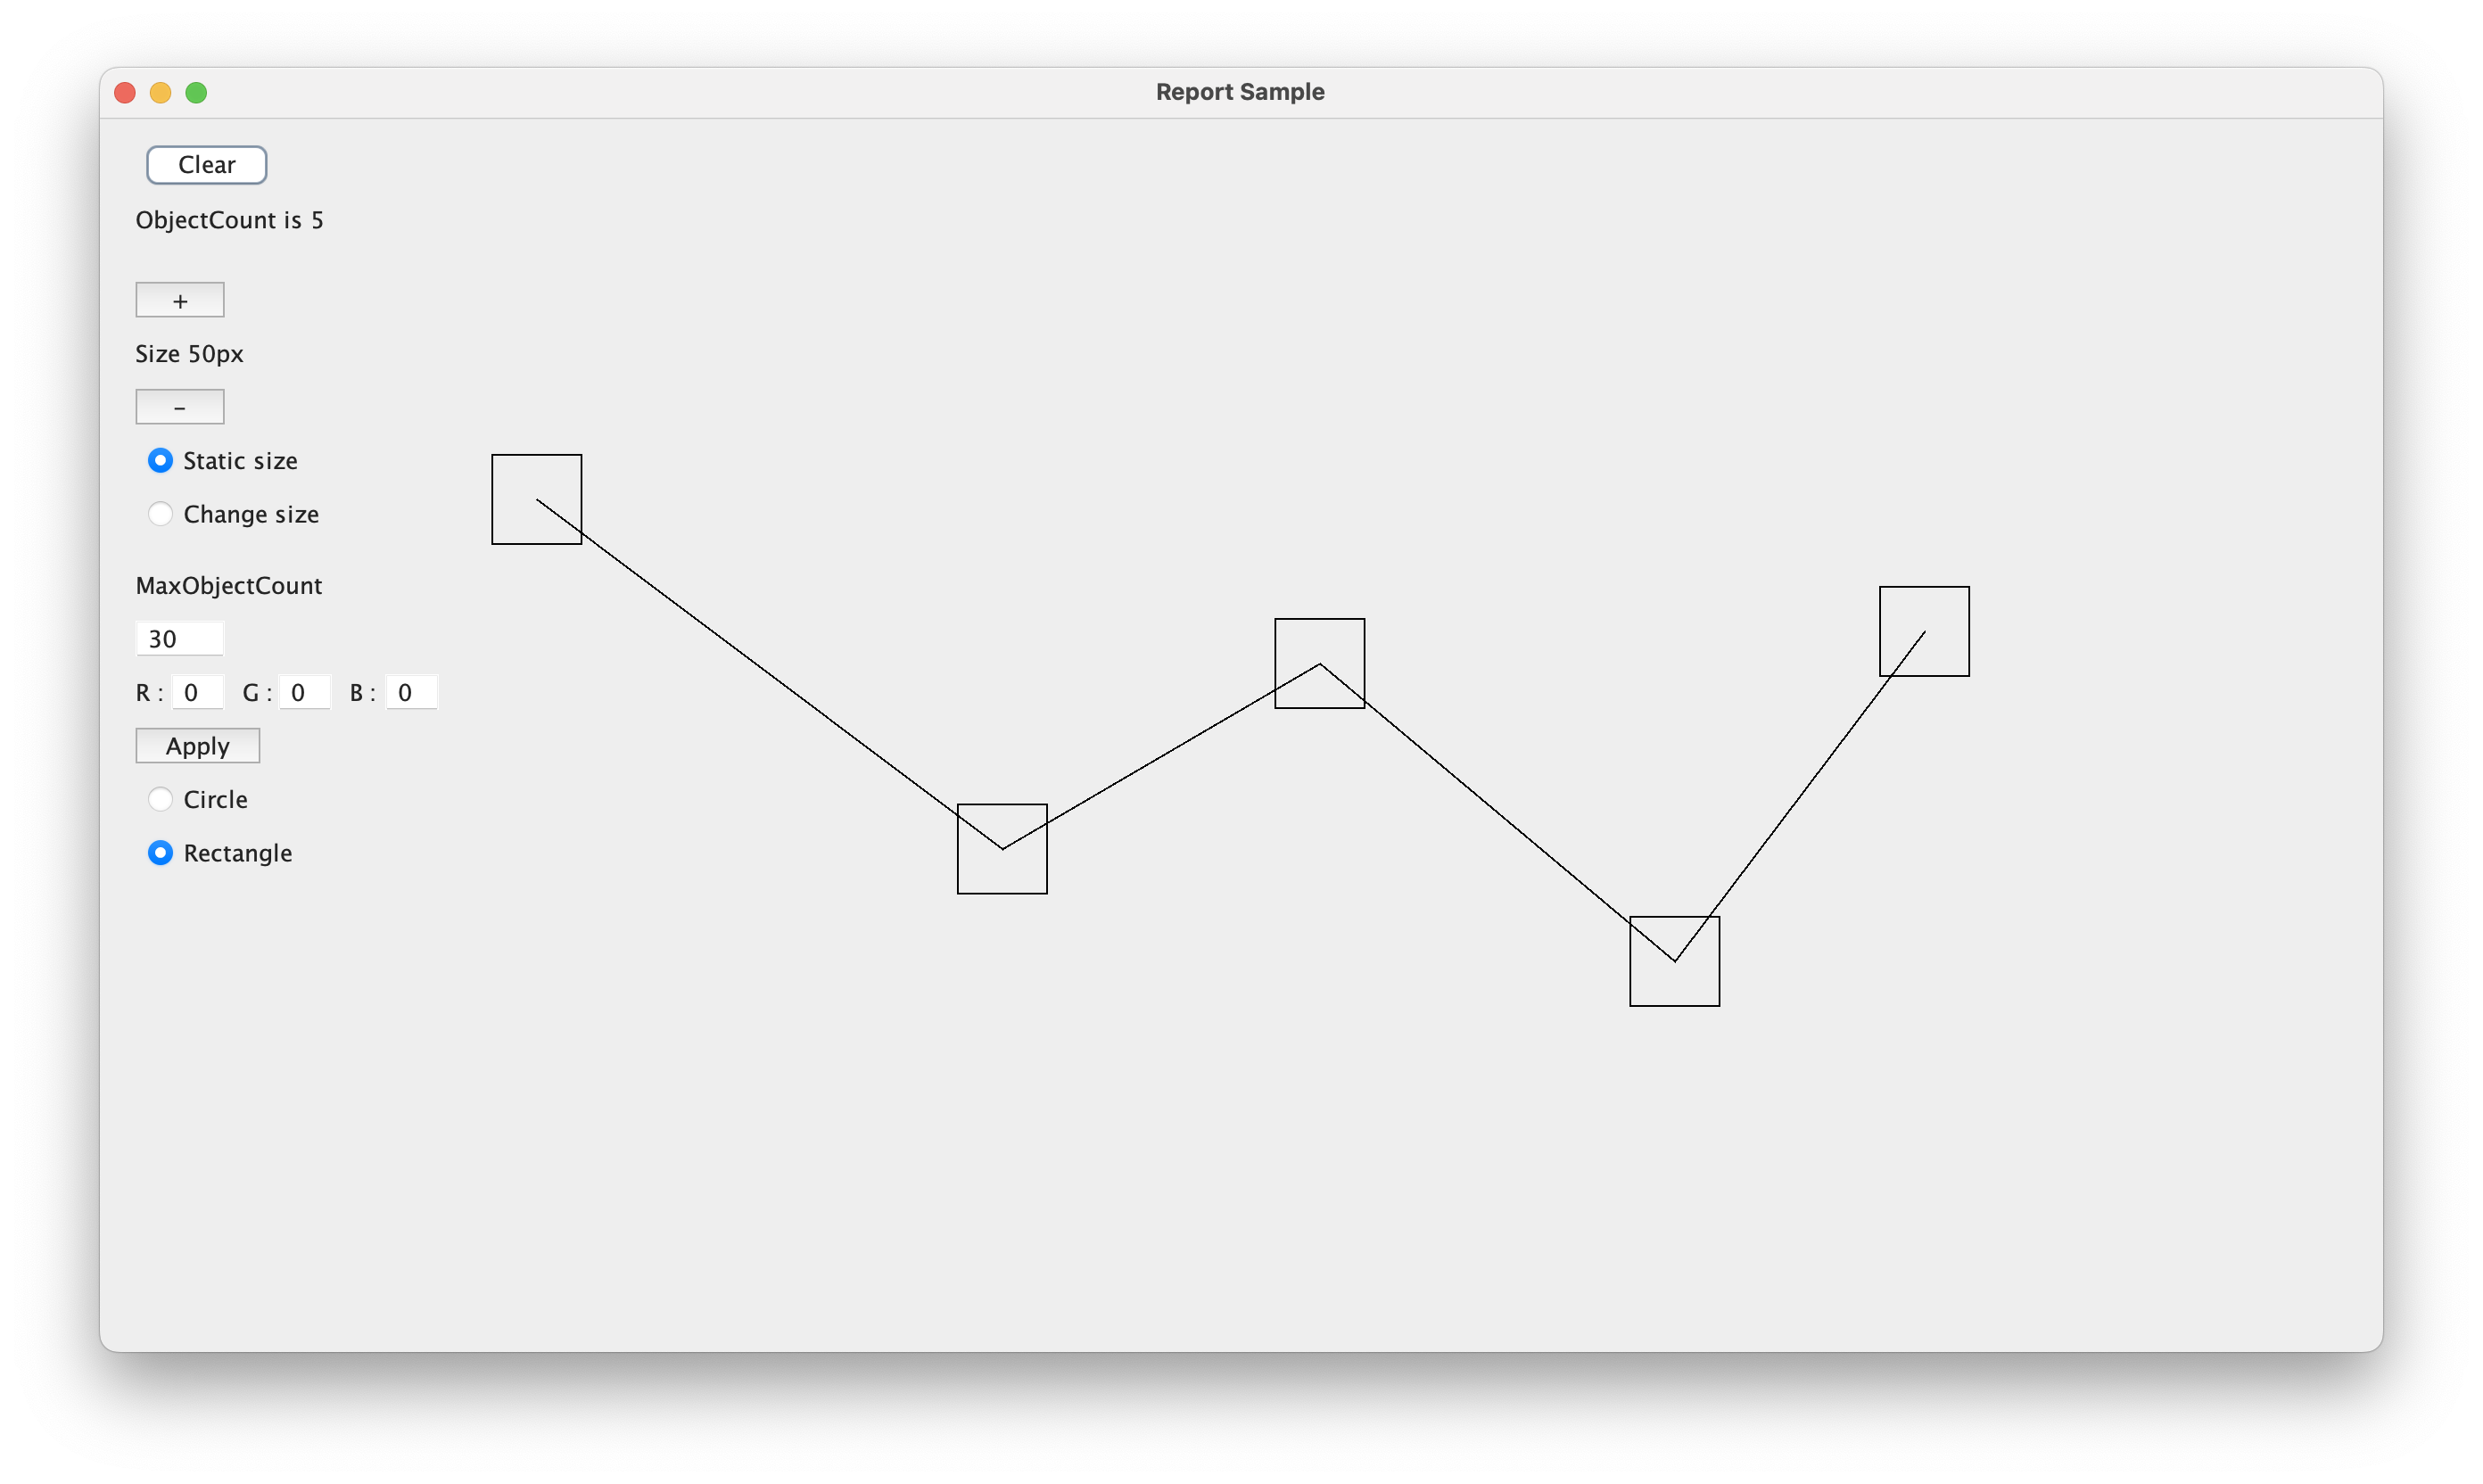 Report Sample
Clear
ObjectCount is 5
+
Size 50px
-
Static size
Change size
MaxObjectCount
30
R : 0 G : 0 B : 0
Apply
Circle
Rectangle